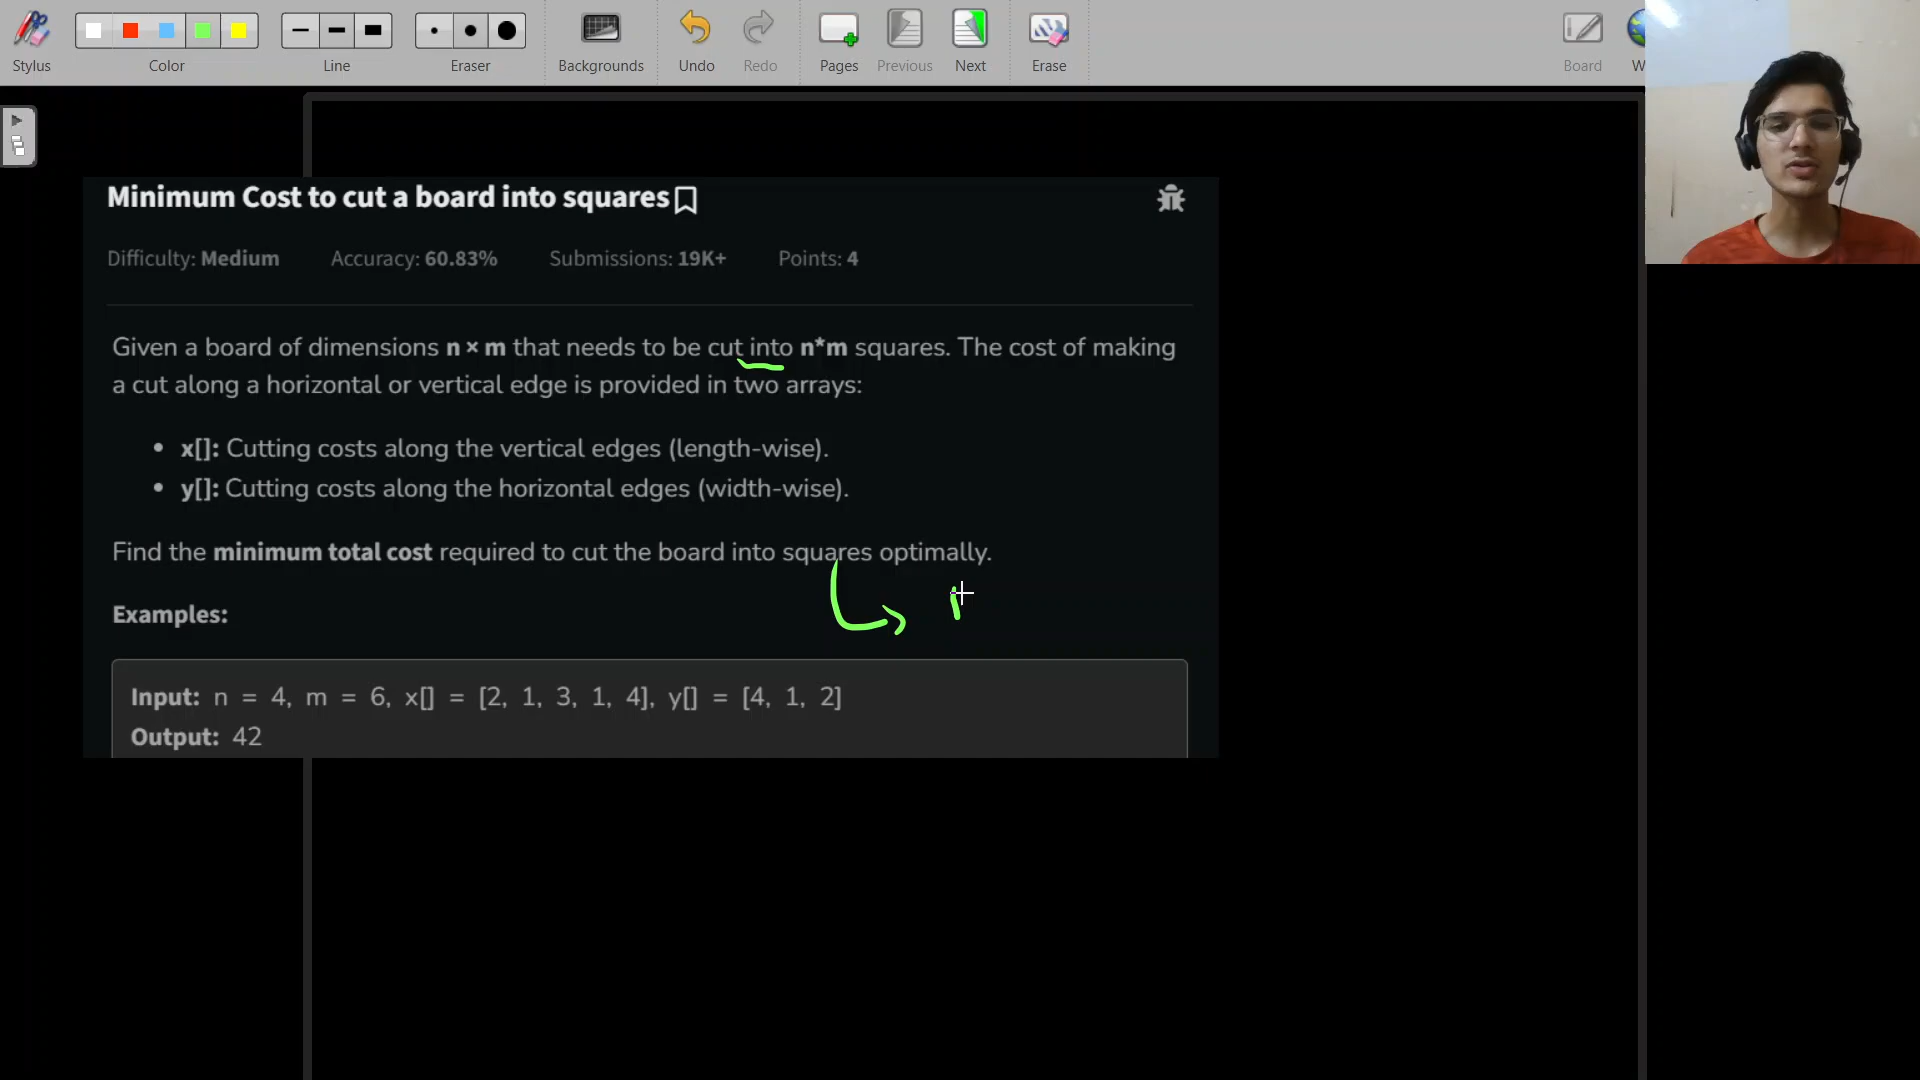 Stylus Color Line Eraser Backgrounds Undo Redo Pages Previous Next Erase Board
Minimum Cost to cut a board into squares
Difficulty: Medium Accuracy: 60.83% Submissions: 19K+ Points: 4
Given a board of dimensions n × m that needs to be cut into n*m squares. The cost of making
a cut along a horizontal or vertical edge is provided in two arrays:
• x[]: Cutting costs along the vertical edges (length-wise).
• y[]: Cutting costs along the horizontal edges (width-wise).
Find the minimum total cost required to cut the board into squares optimally.
Examples:
Input: n = 4, m = 6, x[] = [2, 1, 3, 1, 4], y[] = [4, 1, 2]
Output: 42